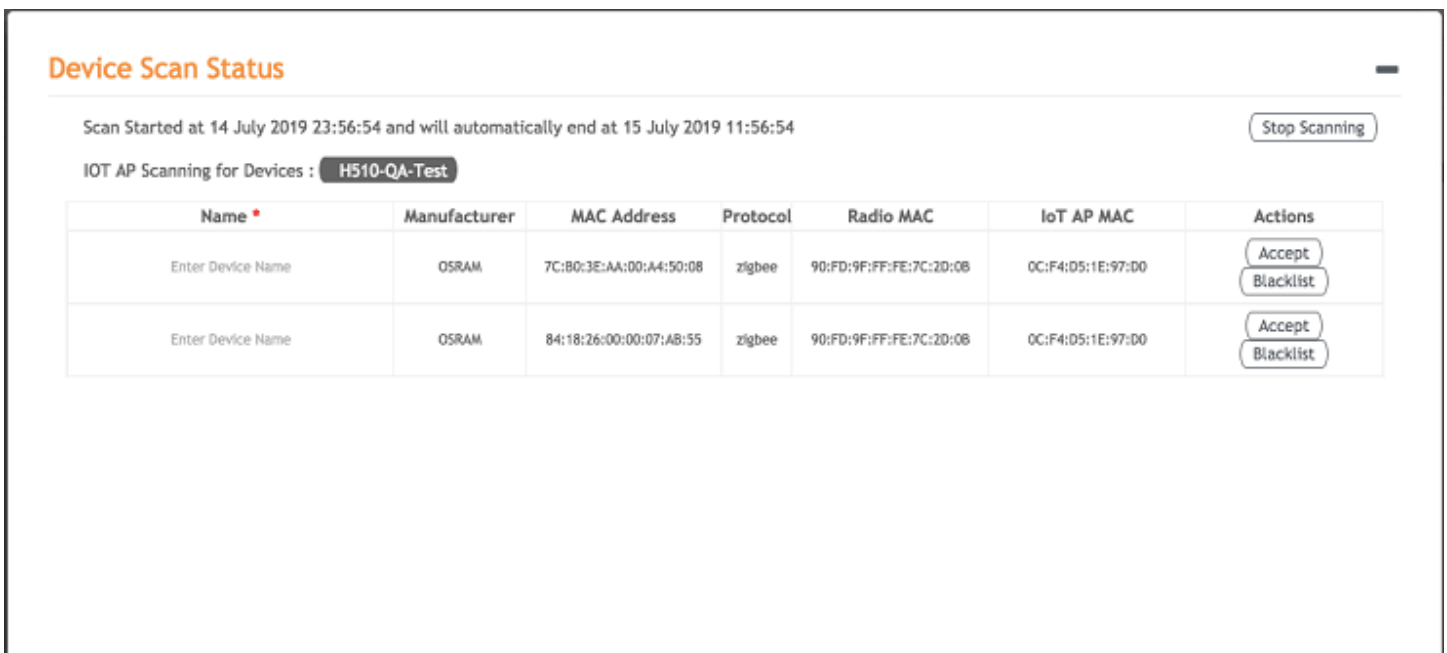 Device Scan Status
Scan Started at 14 July 2019 23:56:54 and will automatically end at 15 July 2019 11:56:54
Stop Scanning
IOT AP Scanning for Devices : H510-QA-Test
Name * Manufacturer MAC Address Protocol Radio MAC IoT AP MAC Actions
Enter Device Name OSRAM 7C:B0:3E:AA:00:A4:50:08 zigbee 90:FD:9F:FF:FE:7C:2D:0B 0C:F4:D5:1E:97:D0 Accept
Blacklist
Enter Device Name OSRAM 84:18:26:00:00:07:AB:55 zigbee 90:FD:9F:FF:FE:7C:2D:0B 0C:F4:D5:1E:97:D0 Accept
Blacklist